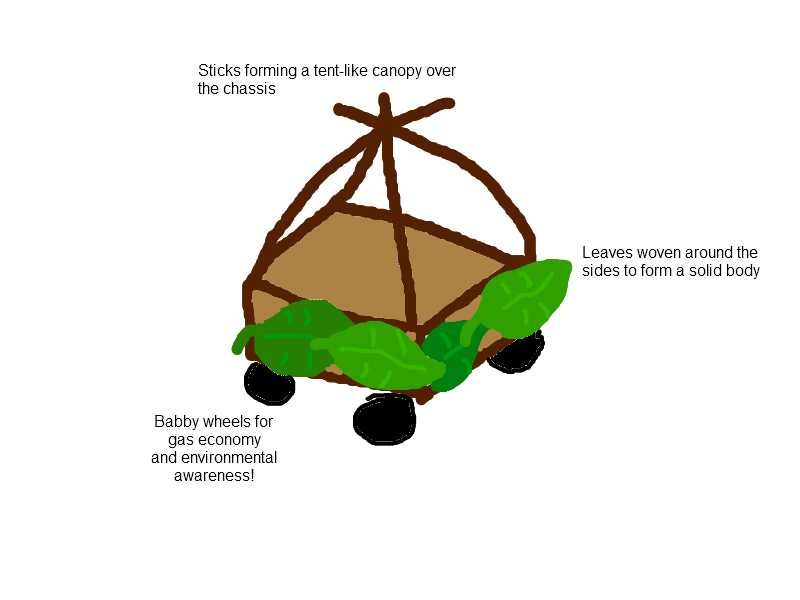 Sticks forming a tent-like canopy over
the chassis
Leaves woven around the
sides to form a solid body
Babby wheels for
gas economy
and environmental
awareness!